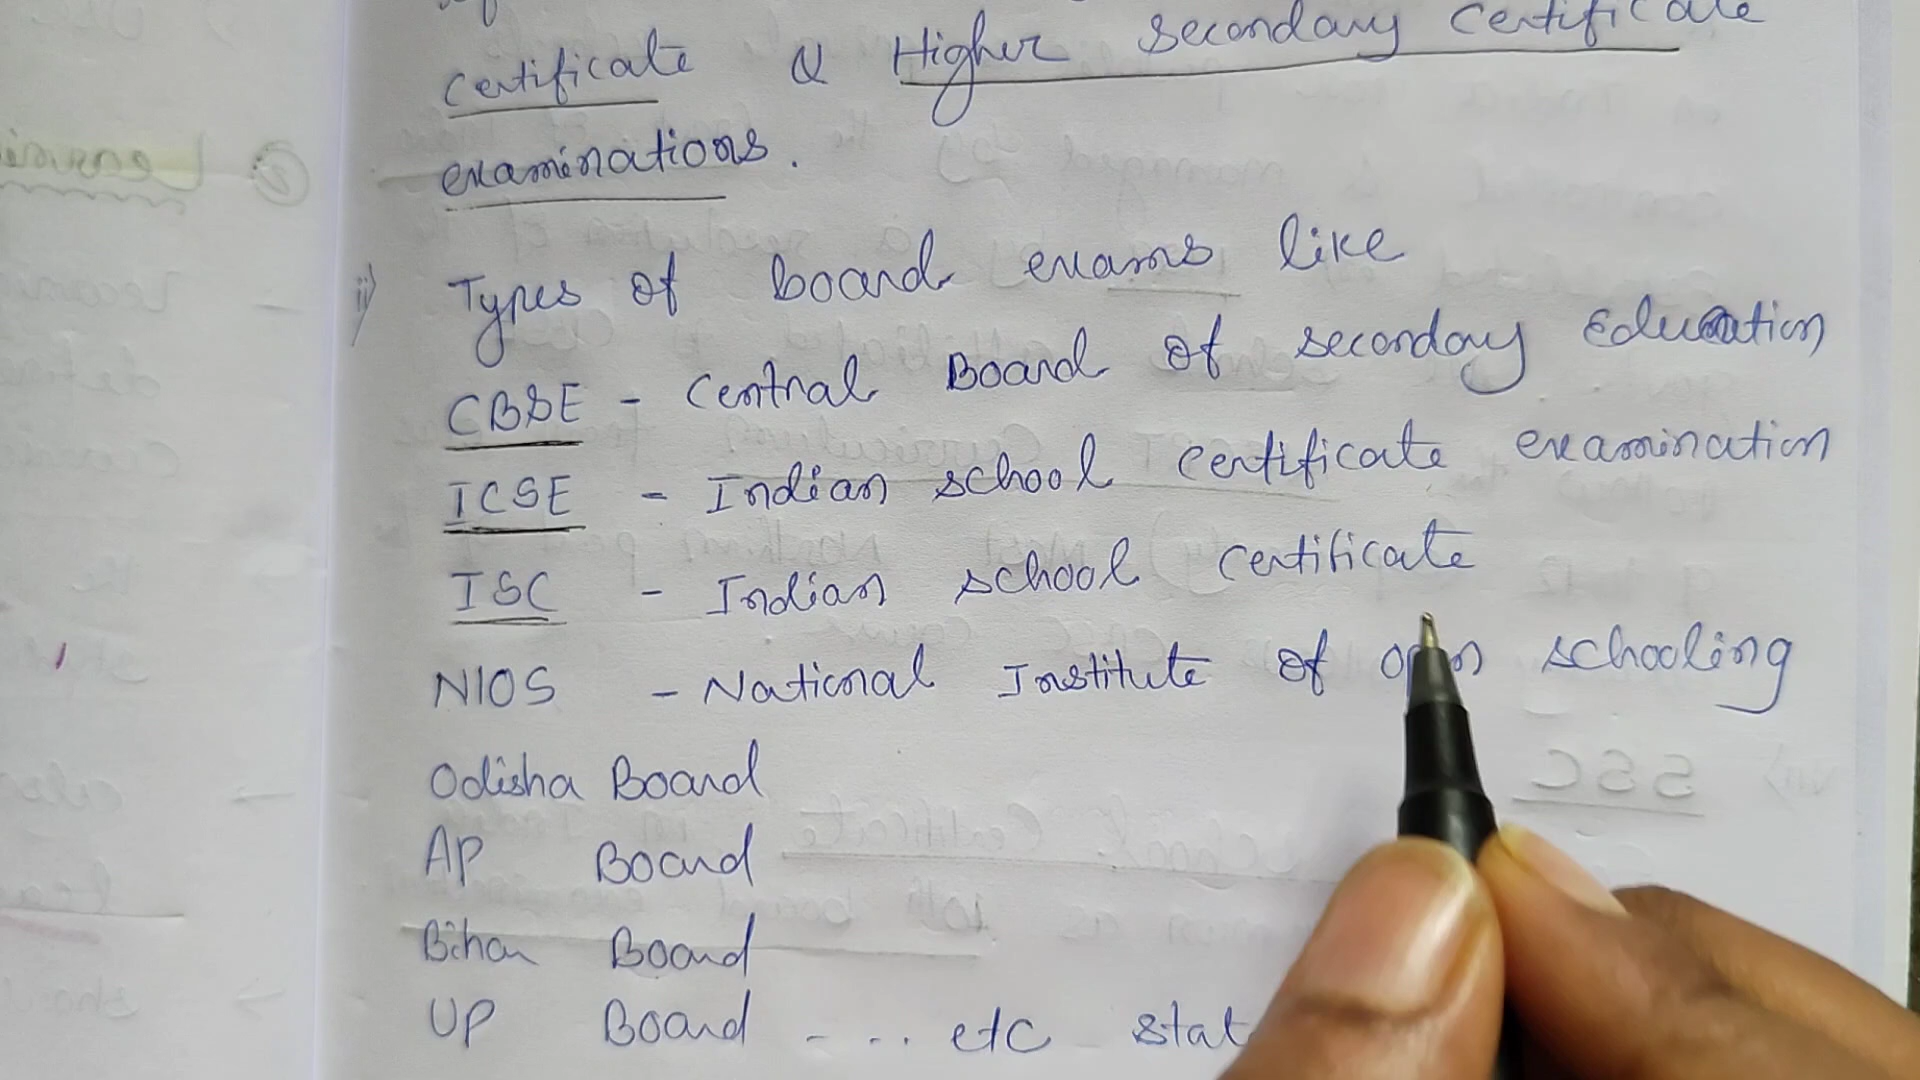 Certificate & Higher Secondary Certificate
examinations.
ii) Types of board exams like
CBSE - Central Board of secondary Education
ICSE - Indian school certificate examination
ISC - Indian school certificate
NIOS - National Institute of open schooling
Odisha Board
AP Board
Bihar Board
UP Board - . .. etc